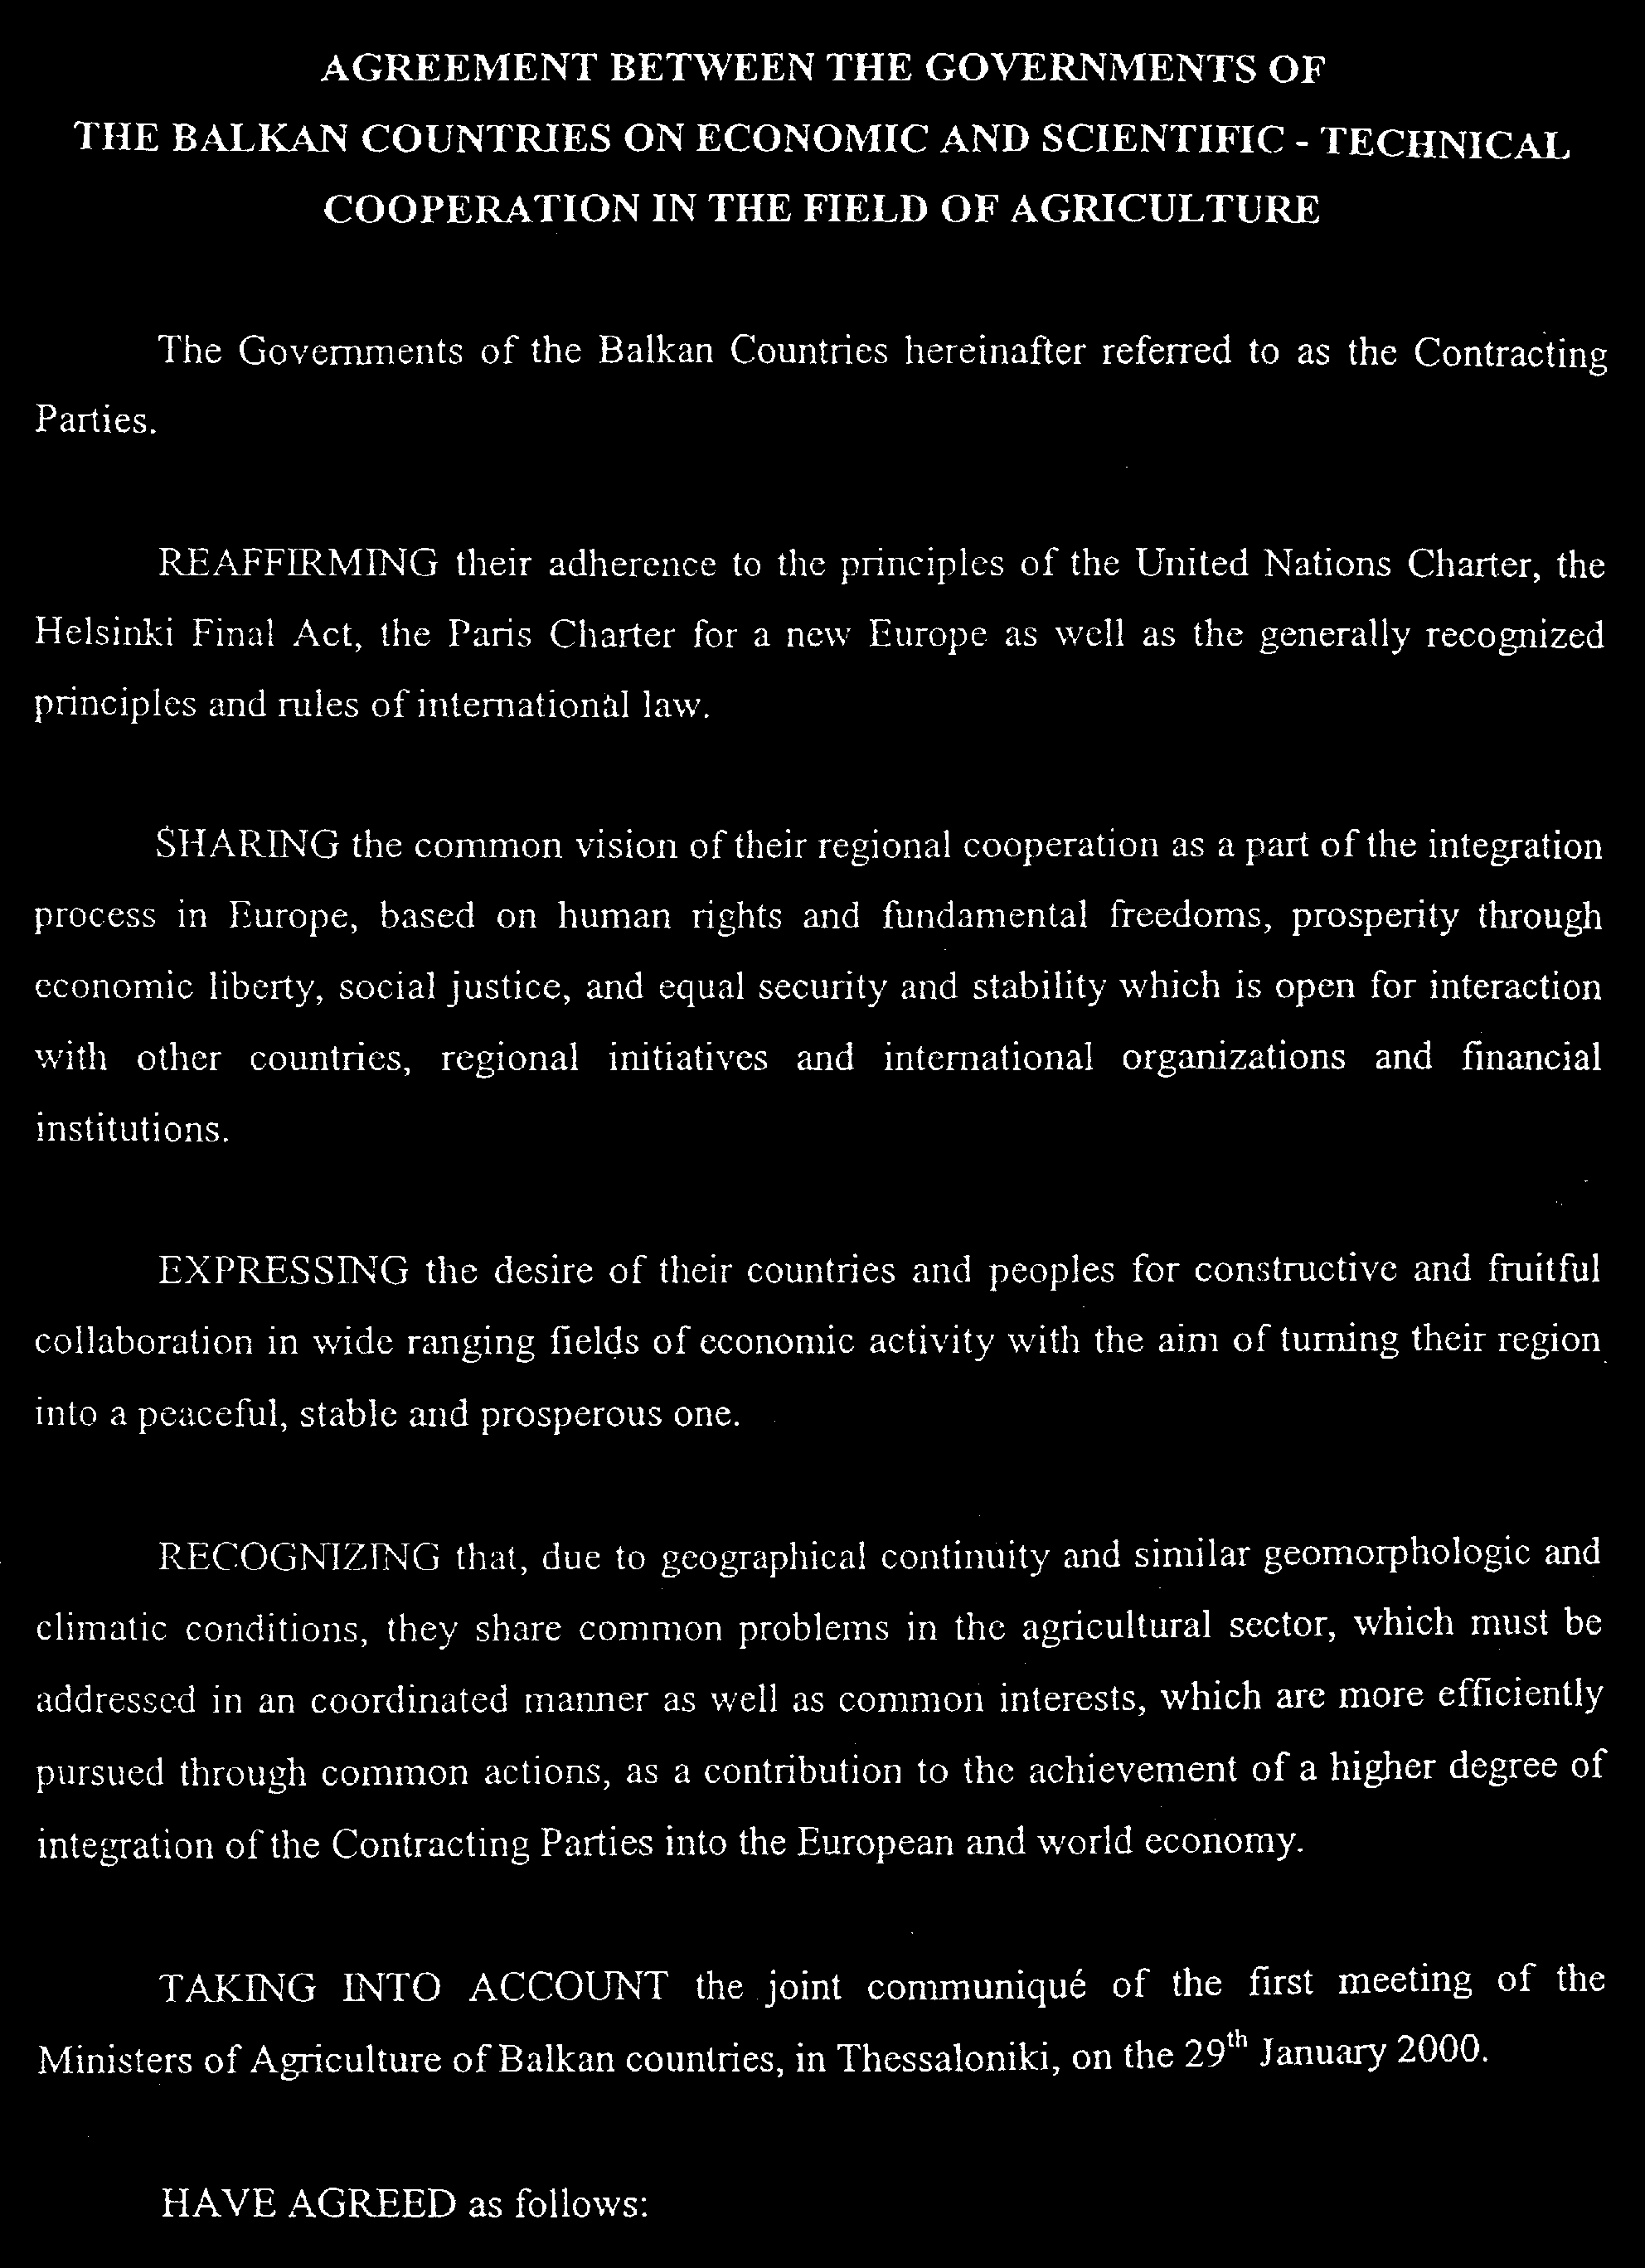 AGREEMENT BETWEEN THE GOVERNMENTS OF
THE BALKAN COUNTRIES ON ECONOMIC AND SCIENTIFIC - TECHNICAL
COOPERATION IN THE FIELD OF AGRICULTURE
The Governments of the Balkan Countries hereinafter referred to as the Contracting
Parties.
REAFFIRMING their adherence to the principles of the United Nations Charter, the
Helsinki Final Act, the Paris Charter for a new Europe as well as the generally recognized
principles and rules of international law.
SHARING the common vision of their regional cooperation as a part of the integration
process in Europe, based on human rights and fundamental freedoms, prosperity through
economic liberty, social justice, and equal security and stability which is open for interaction
with other countries, regional initiatives and international organizations and financial
institutions.
EXPRESSING the desire of their countries and peoples for constructive and fruitful
collaboration in wide ranging fields of economic activity with the aim of turning their region
into a peaceful, stable and prosperous one.
RECOGNIZING that, due to geographical continuity and similar geomorphologic and
climatic conditions, they share common problems in the agricultural sector, which must be
addressed in an coordinated manner as well as common interests, which are more efficiently
pursued through common actions, as a contribution to the achievement of a higher degree of
integration of the Contracting Parties into the European and world economy.
TAKING INTO ACCOUNT the joint communiqué of the first meeting of the
Ministers of Agriculture of Balkan countries, in Thessaloniki, on the 29th January 2000.
HAVE AGREED as follows: